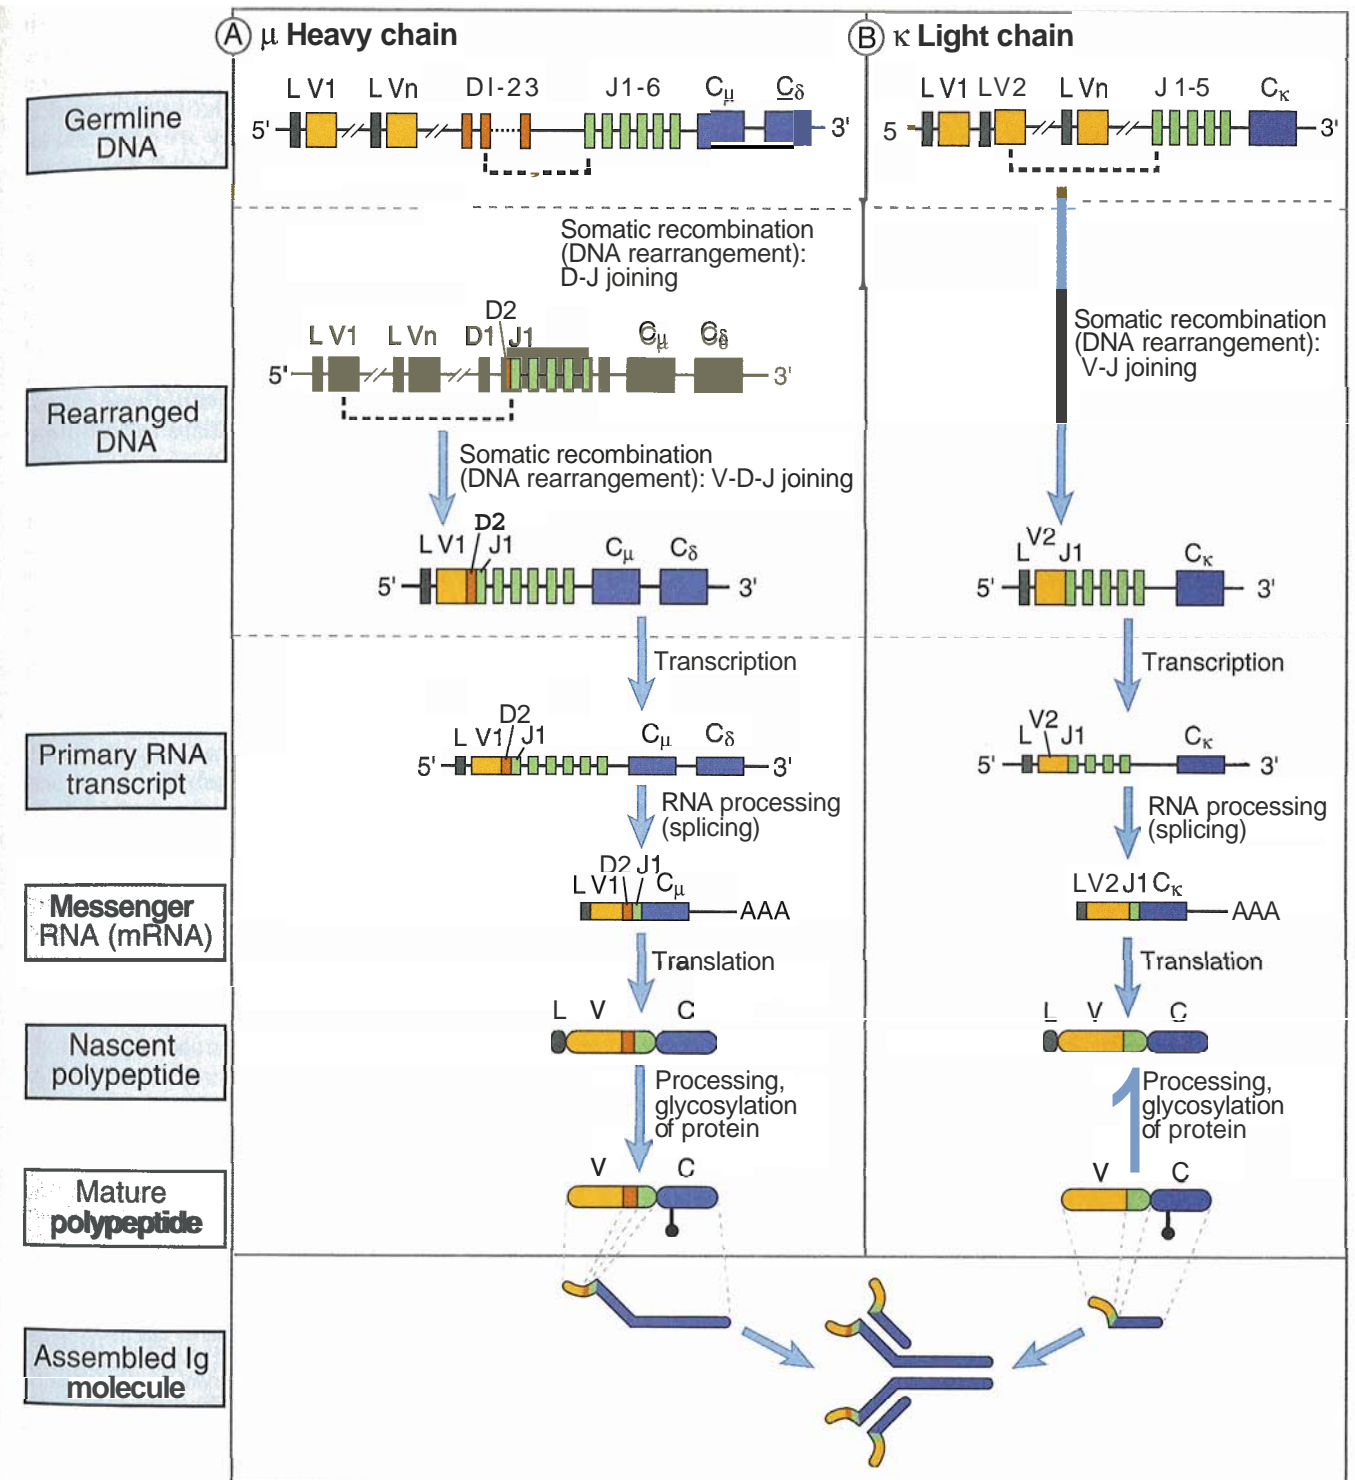 A μ Heavy chain
B κ Light chain
Germline
DNA
L V1 L Vn DI-23 J1-6 Cμ Cδ
5' 3'
L V1 LV2 L Vn J 1-5 Cκ
5 3'
Somatic recombination
(DNA rearrangement):
D-J joining
Somatic recombination
(DNA rearrangement):
V-J joining
Rearranged
DNA
D2
L V1 L Vn D1 J1 Cμ Cδ
5' 3'
Somatic recombination
(DNA rearrangement): V-D-J joining
D2
L V1 J1 Cμ Cδ
5' 3'
V2
L J1 Cκ
5' 3'
Transcription
Transcription
Primary RNA
transcript
D2
L V1 J1 Cμ Cδ
5' 3'
V2
L J1 Cκ
5' 3'
RNA processing
(splicing)
RNA processing
(splicing)
Messenger
RNA (mRNA)
D2 J1
L V1 Cμ
AAA
L V2 J1 Cκ
AAA
Translation
Translation
Nascent
polypeptide
L V C
L V C
Processing,
glycosylation
of protein
Processing,
glycosylation
of protein
Mature
polypeptide
V C
V C
Assembled Ig
molecule